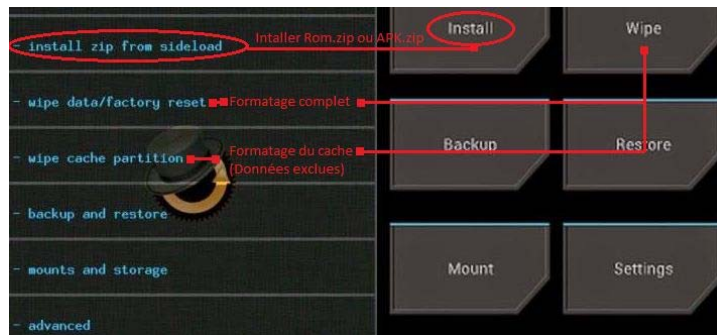 - install zip from sideload
Intaller Rom.zip ou APK.zip
Install
Wipe
- wipe data/factory reset
Formatage complet
- wipe cache partition
Formatage du cache
(Données exclues)
Backup
Restore
- backup and restore
- mounts and storage
Mount
Settings
- advanced